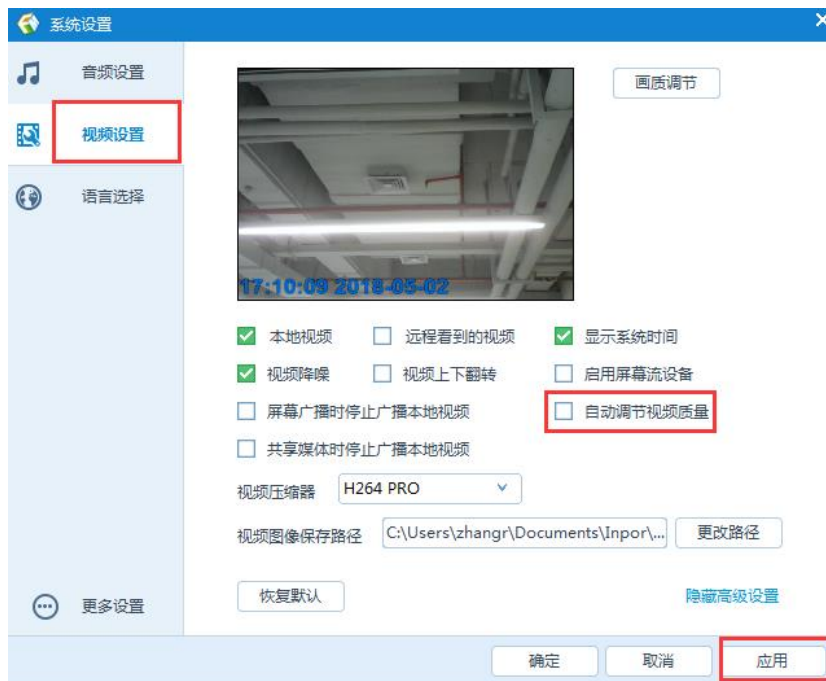 系统设置
音频设置
视频设置
语言选择
画质调节
17:10:09 2018-05-02
本地视频 远程看到的视频 显示系统时间
视频降噪 视频上下翻转 启用屏幕流设备
屏幕广播时停止广播本地视频 自动调节视频质量
共享媒体时停止广播本地视频
视频压缩器 H264 PRO
视频图像保存路径 C:\Users\zhangr\Documents\Inpor\... 更改路径
更多设置
恢复默认 隐藏高级设置
确定 取消 应用